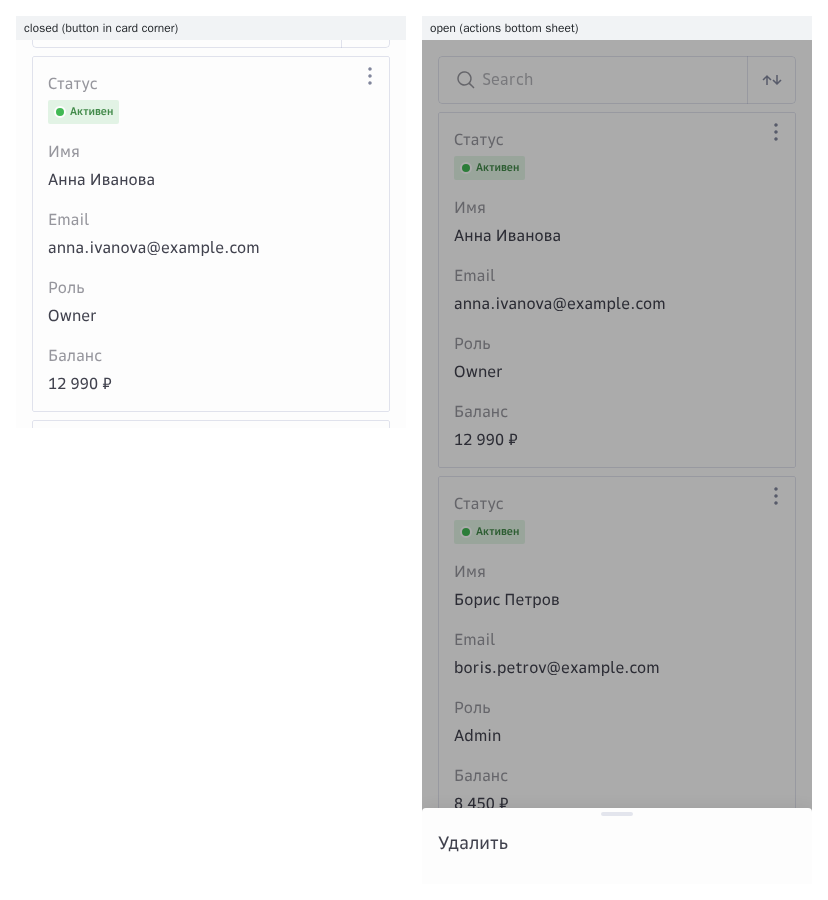 closed (button in card corner)
Статус
Активен
Имя
Анна Иванова
Email
anna.ivanova@example.com
Роль
Owner
Баланс
12 990 ₽
open (actions bottom sheet)
Search
Статус
Активен
Имя
Анна Иванова
Email
anna.ivanova@example.com
Роль
Owner
Баланс
12 990 ₽
Статус
Активен
Имя
Борис Петров
Email
boris.petrov@example.com
Роль
Admin
Баланс
8 450 ₽
Удалить